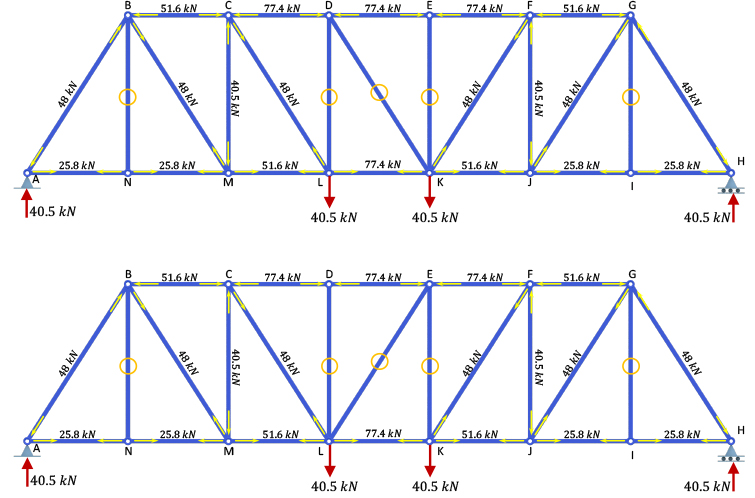 B C D E F G
51.6 kN 77.4 kN 77.4 kN 77.4 kN 51.6 kN
48 kN 48 kN 40.5 kN 48 kN 48 kN 40.5 kN 48 kN 48 kN
25.8 kN 25.8 kN 51.6 kN 77.4 kN 51.6 kN 25.8 kN 25.8 kN
A N M L K J I H
40.5 kN 40.5 kN 40.5 kN 40.5 kN
B C D E F G
51.6 kN 77.4 kN 77.4 kN 77.4 kN 51.6 kN
48 kN 48 kN 40.5 kN 48 kN 48 kN 40.5 kN 48 kN 48 kN
25.8 kN 25.8 kN 51.6 kN 77.4 kN 51.6 kN 25.8 kN 25.8 kN
A N M L K J I H
40.5 kN 40.5 kN 40.5 kN 40.5 kN